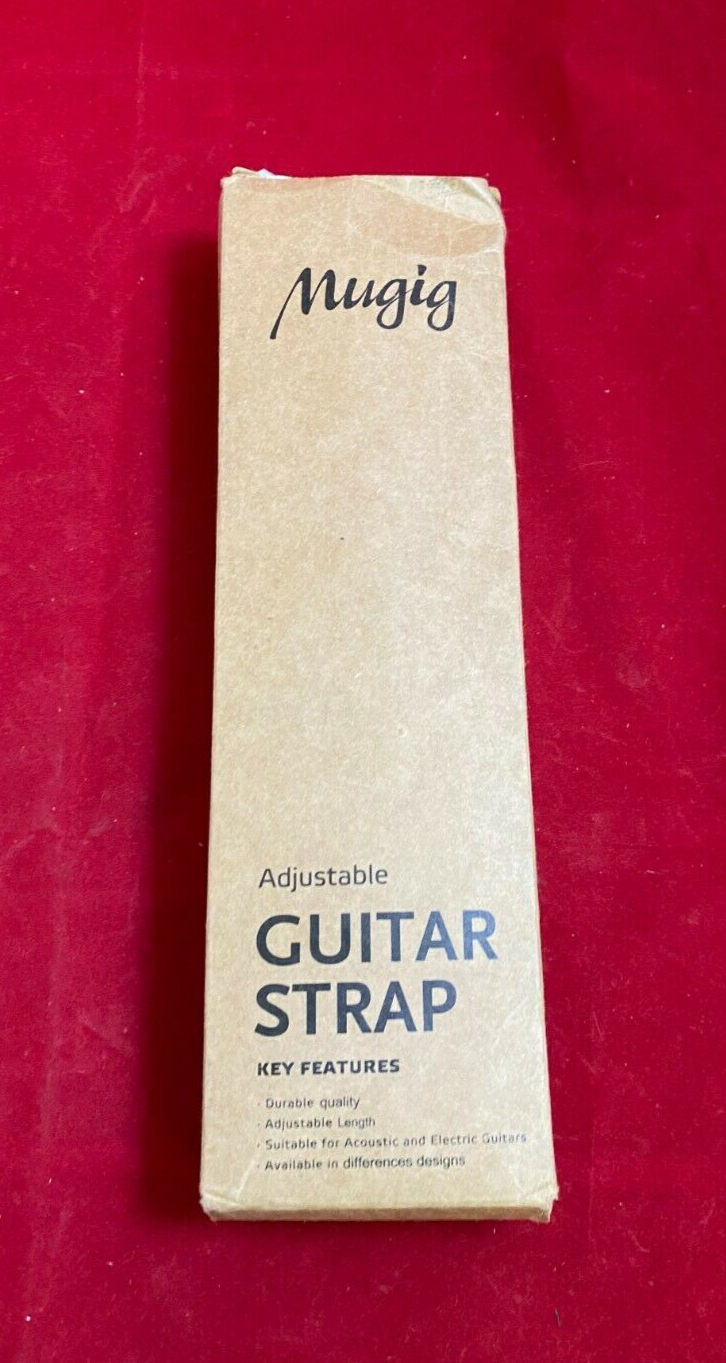 Mugig
Adjustable
GUITAR
STRAP
KEY FEATURES
· Durable quality
· Adjustable Length
· Suitable for Acoustic and Electric Guitars
· Available in differences designs